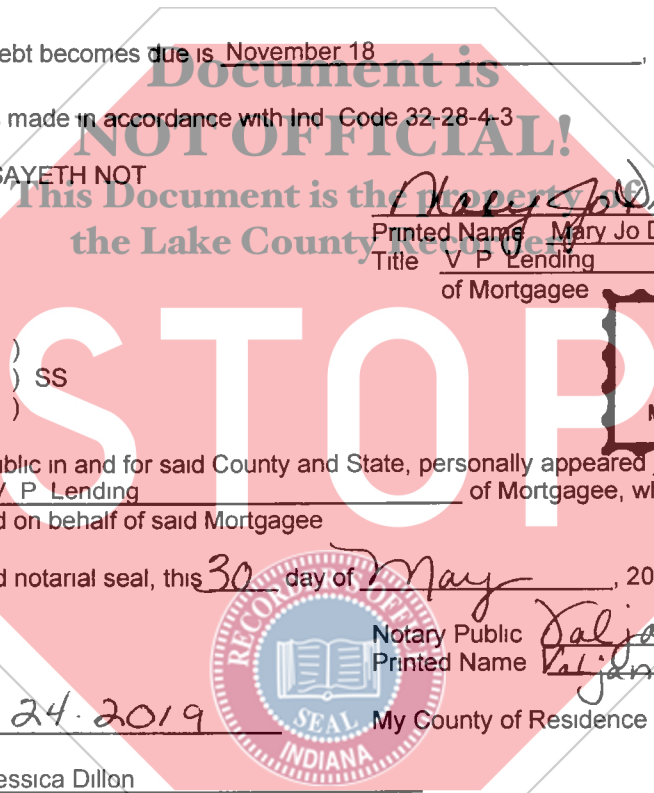 ebt becomes due is November 18,
Document is
made in accordance with Ind Code 32-28-4-3
NOT OFFICIAL!
SAYETH NOT
This Document is the property of
the Lake County Recorder!
Mary Jo
Printed Name Mary Jo D
Title V P Lending
of Mortgagee
STOP
)
) SS
)
ublic in and for said County and State, personally appeared
V P Lending of Mortgagee, wh
d on behalf of said Mortgagee
d notarial seal, this 30 day of May, 20
RECORDER'S OFFICE
Notary Public
Printed Name
24.2019
SEAL
My County of Residence
INDIANA
essica Dillon